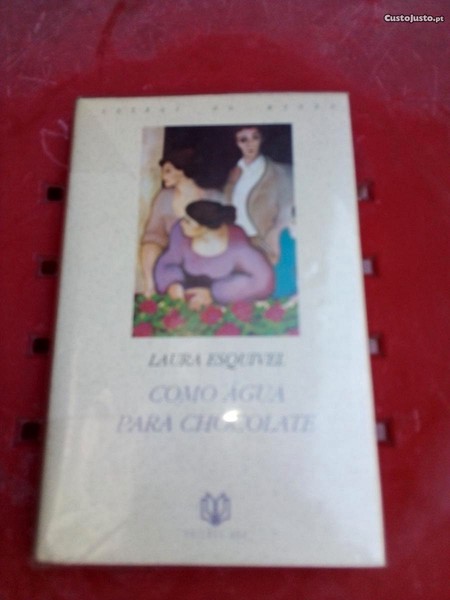 CustoJusto.pt
LAURA ESQUIVEL
COMO ÁGUA
PARA CHOCOLATE